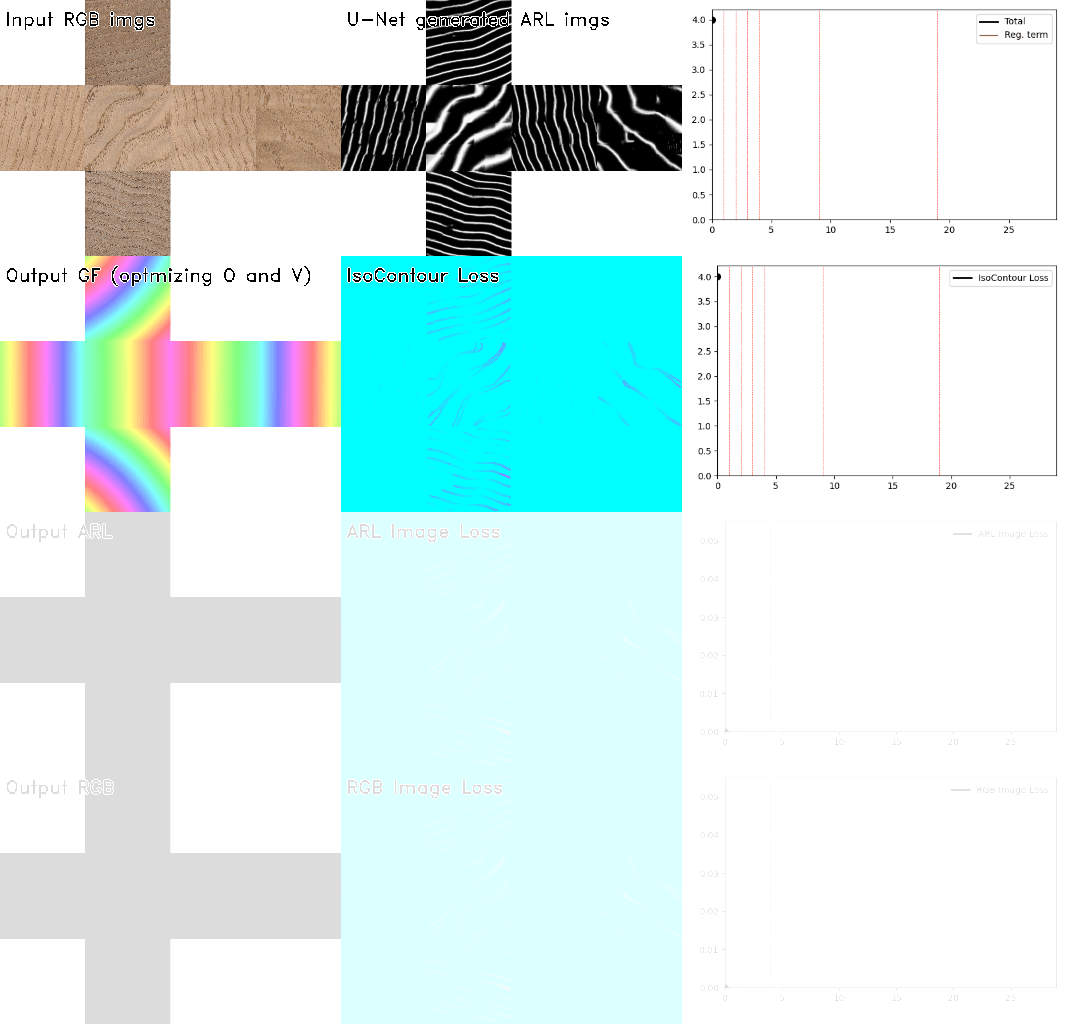 Input RGB imgs
U-Net generated ARL imgs
Total
Reg. term
4.0
3.5
3.0
2.5
2.0
1.5
1.0
0.5
0.0
0 5 10 15 20 25
Output GF (optmizing O and V)
IsoContour Loss
IsoContour Loss
4.0
3.5
3.0
2.5
2.0
1.5
1.0
0.5
0.0
0 5 10 15 20 25
Output ARL
ARL Image Loss
ARL Image Loss
0.05
0.04
0.03
0.02
0.01
0.00
0 5 10 15 20 25
Output RGB
RGB Image Loss
RGB Image Loss
0.05
0.04
0.03
0.02
0.01
0.00
0 5 10 15 20 25